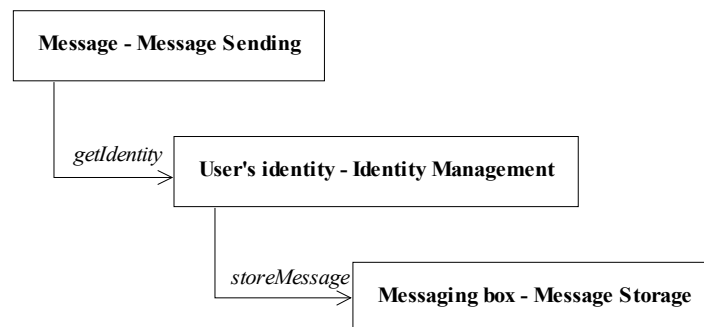 Message - Message Sending
getIdentity
User's identity - Identity Management
storeMessage
Messaging box - Message Storage